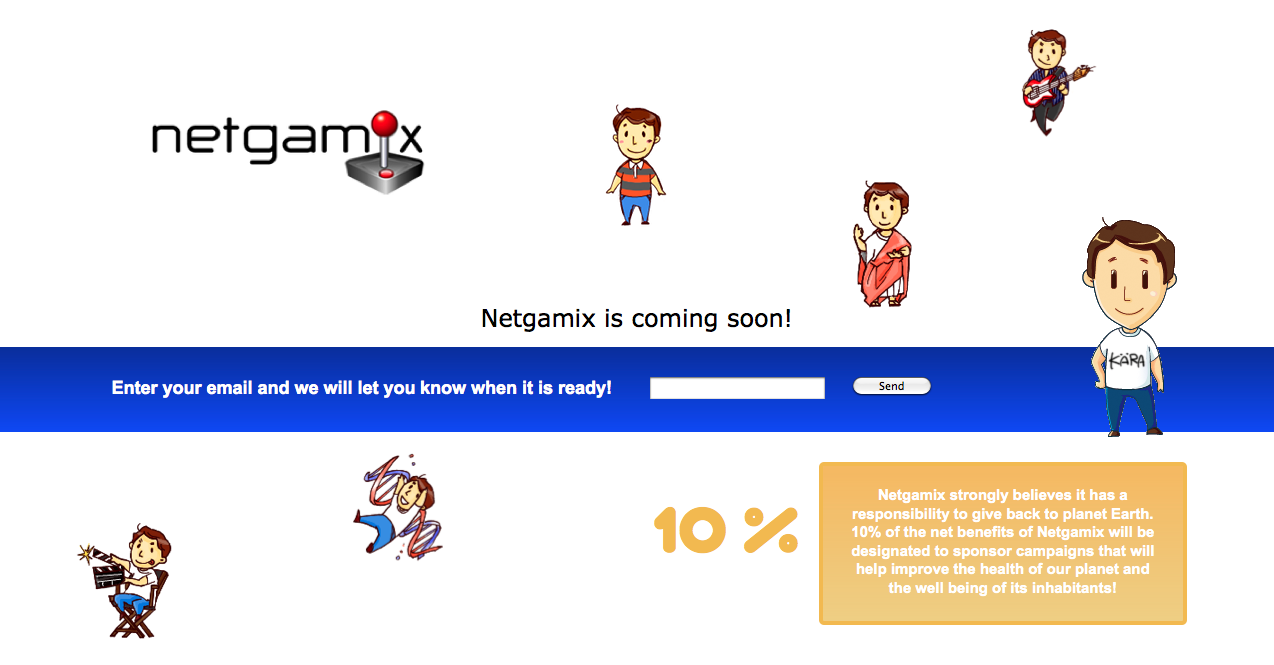 netgamix
KÄRA
Netgamix is coming soon!
Enter your email and we will let you know when it is ready!
Send
10 %
Netgamix strongly believes it has a
responsibility to give back to planet Earth.
10% of the net benefits of Netgamix will be
designated to sponsor campaigns that will
help improve the health of our planet and
the well being of its inhabitants!